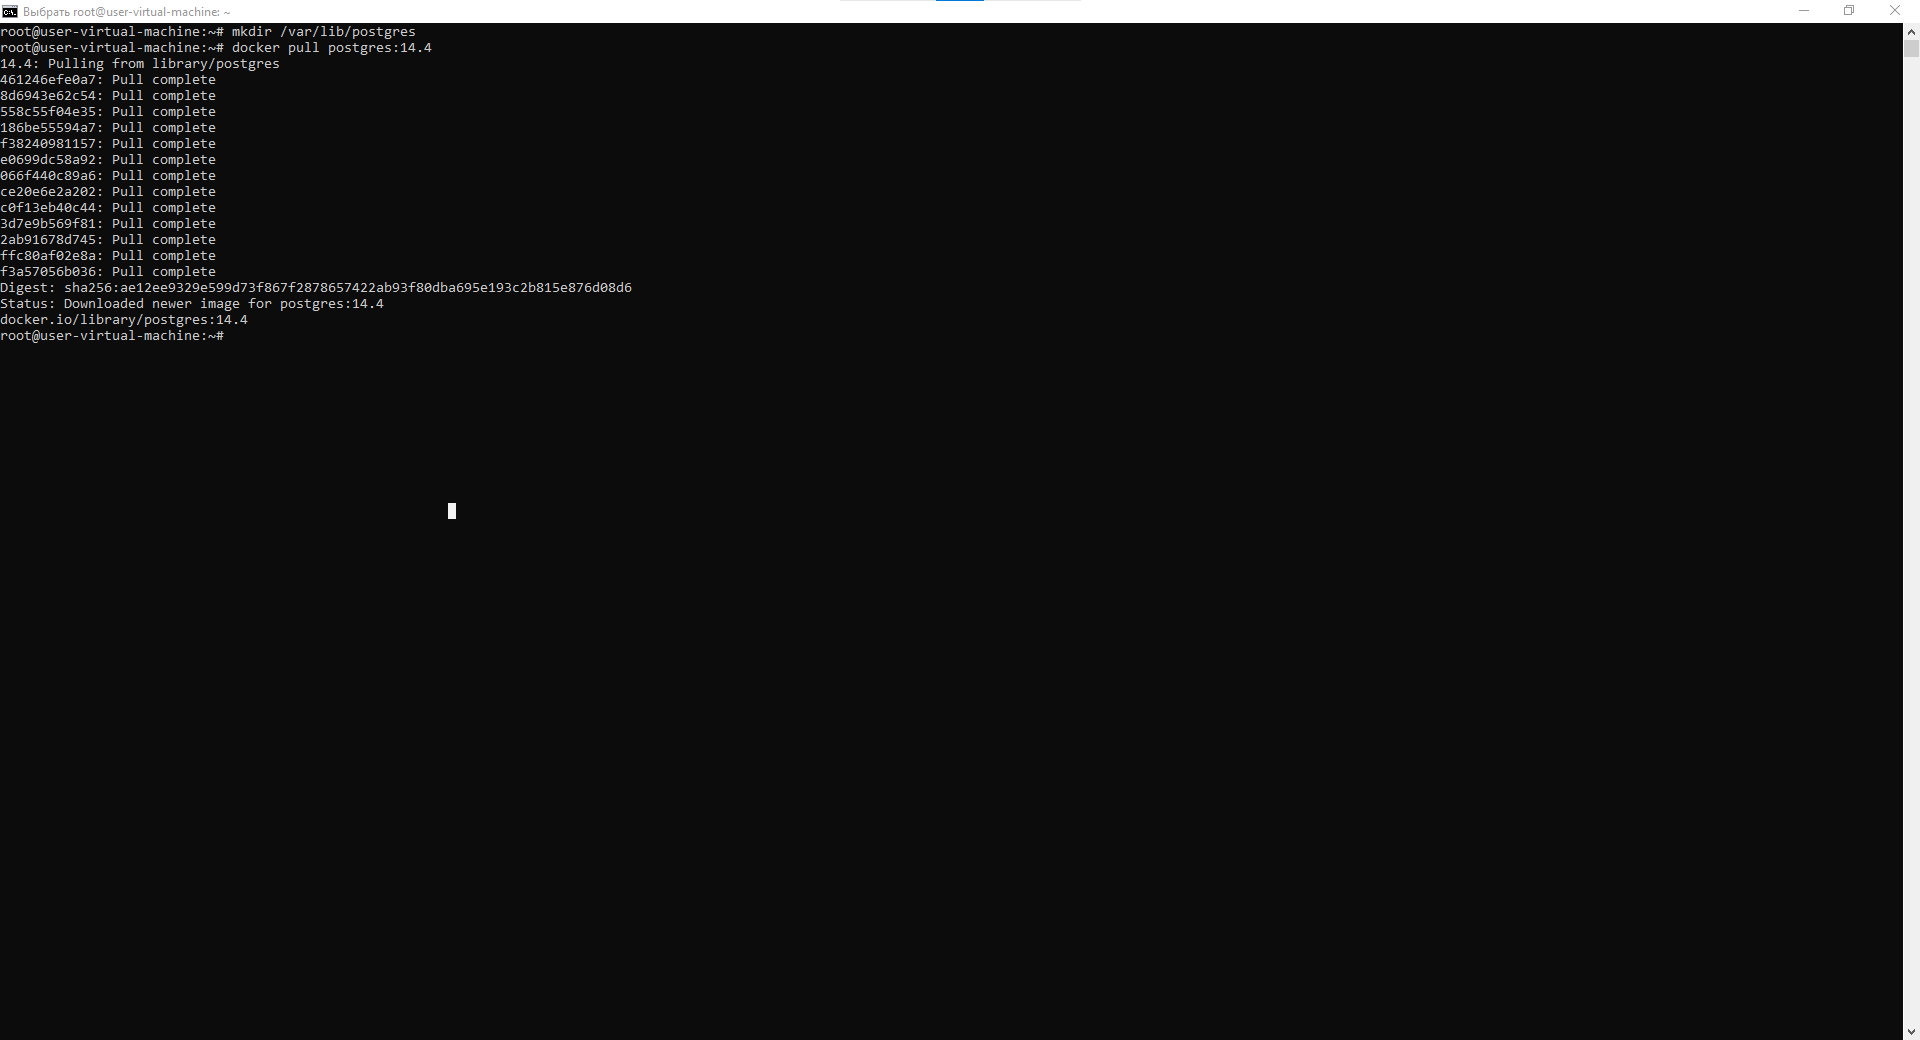 Выбрать root@user-virtual-machine: ~
root@user-virtual-machine:~# mkdir /var/lib/postgres
root@user-virtual-machine:~# docker pull postgres:14.4
14.4: Pulling from library/postgres
461246efe0a7: Pull complete
8d6943e62c54: Pull complete
558c55f04e35: Pull complete
186be55594a7: Pull complete
f38240981157: Pull complete
e0699dc58a92: Pull complete
066f440c89a6: Pull complete
ce20e6e2a202: Pull complete
c0f13eb40c44: Pull complete
3d7e9b569f81: Pull complete
2ab91678d745: Pull complete
ffc80af02e8a: Pull complete
f3a57056b036: Pull complete
Digest: sha256:ae12ee9329e599d73f867f2878657422ab93f80dba695e193c2b815e876d08d6
Status: Downloaded newer image for postgres:14.4
docker.io/library/postgres:14.4
root@user-virtual-machine:~#